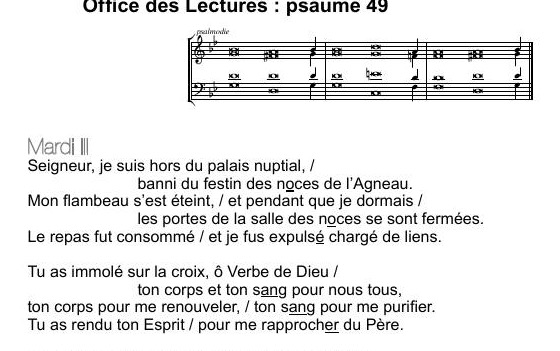 Office des Lectures : psaume 49
psalmodie
Mardi III
Seigneur, je suis hors du palais nuptial, /
banni du festin des noces de l'Agneau.
Mon flambeau s'est éteint, / et pendant que je dormais /
les portes de la salle des noces se sont fermées.
Le repas fut consommé / et je fus expulsé chargé de liens.
Tu as immolé sur la croix, ô Verbe de Dieu /
ton corps et ton sang pour nous tous,
ton corps pour me renouveler, / ton sang pour me purifier.
Tu as rendu ton Esprit / pour me rapprocher du Père.